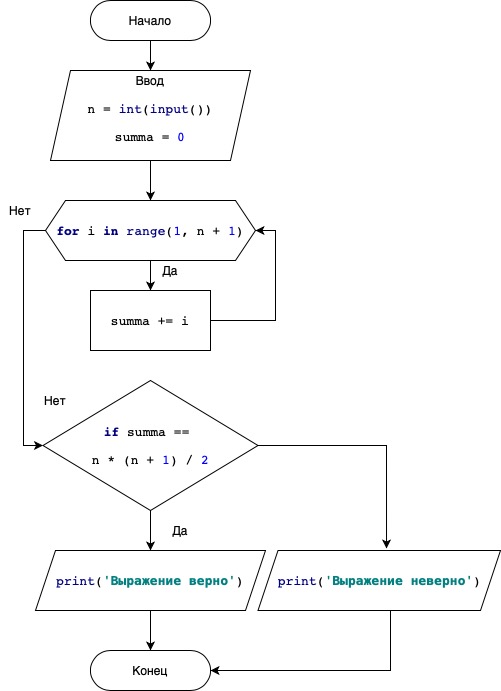 Начало
Ввод
n = int(input())
summa = 0
Нет
for i in range(1, n + 1)
Да
summa += i
Нет
if summa ==
n * (n + 1) / 2
Да
print('Выражение верно')
print('Выражение неверно')
Конец